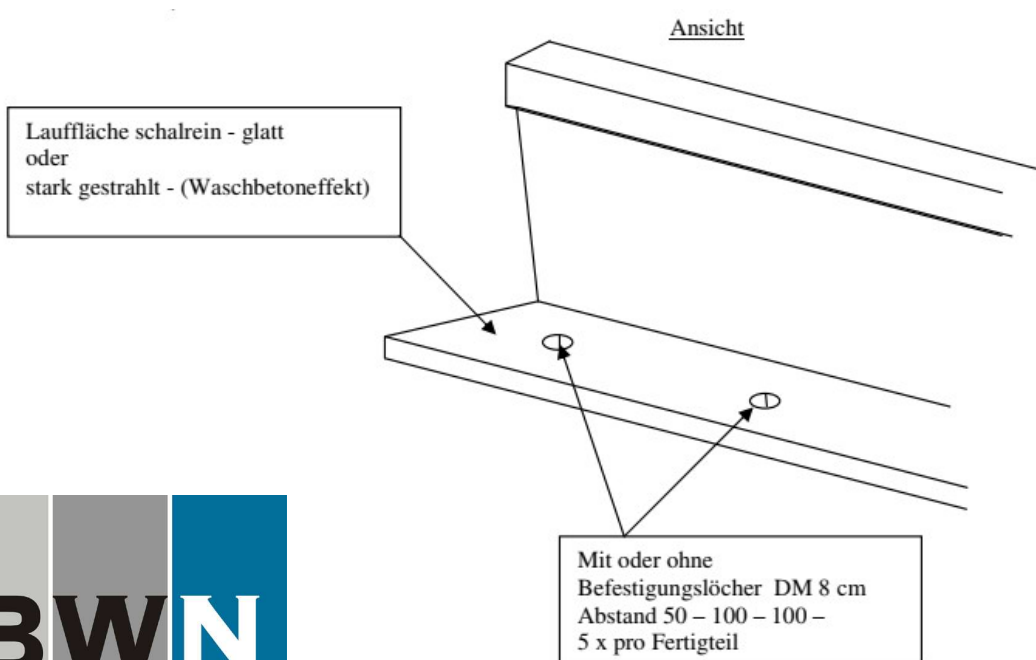 Ansicht
Lauffläche schalrein - glatt
oder
stark gestrahlt - (Waschbetoneffekt)
Mit oder ohne
Befestigungslöcher DM 8 cm
Abstand 50 – 100 – 100 –
5 x pro Fertigteil
BWN